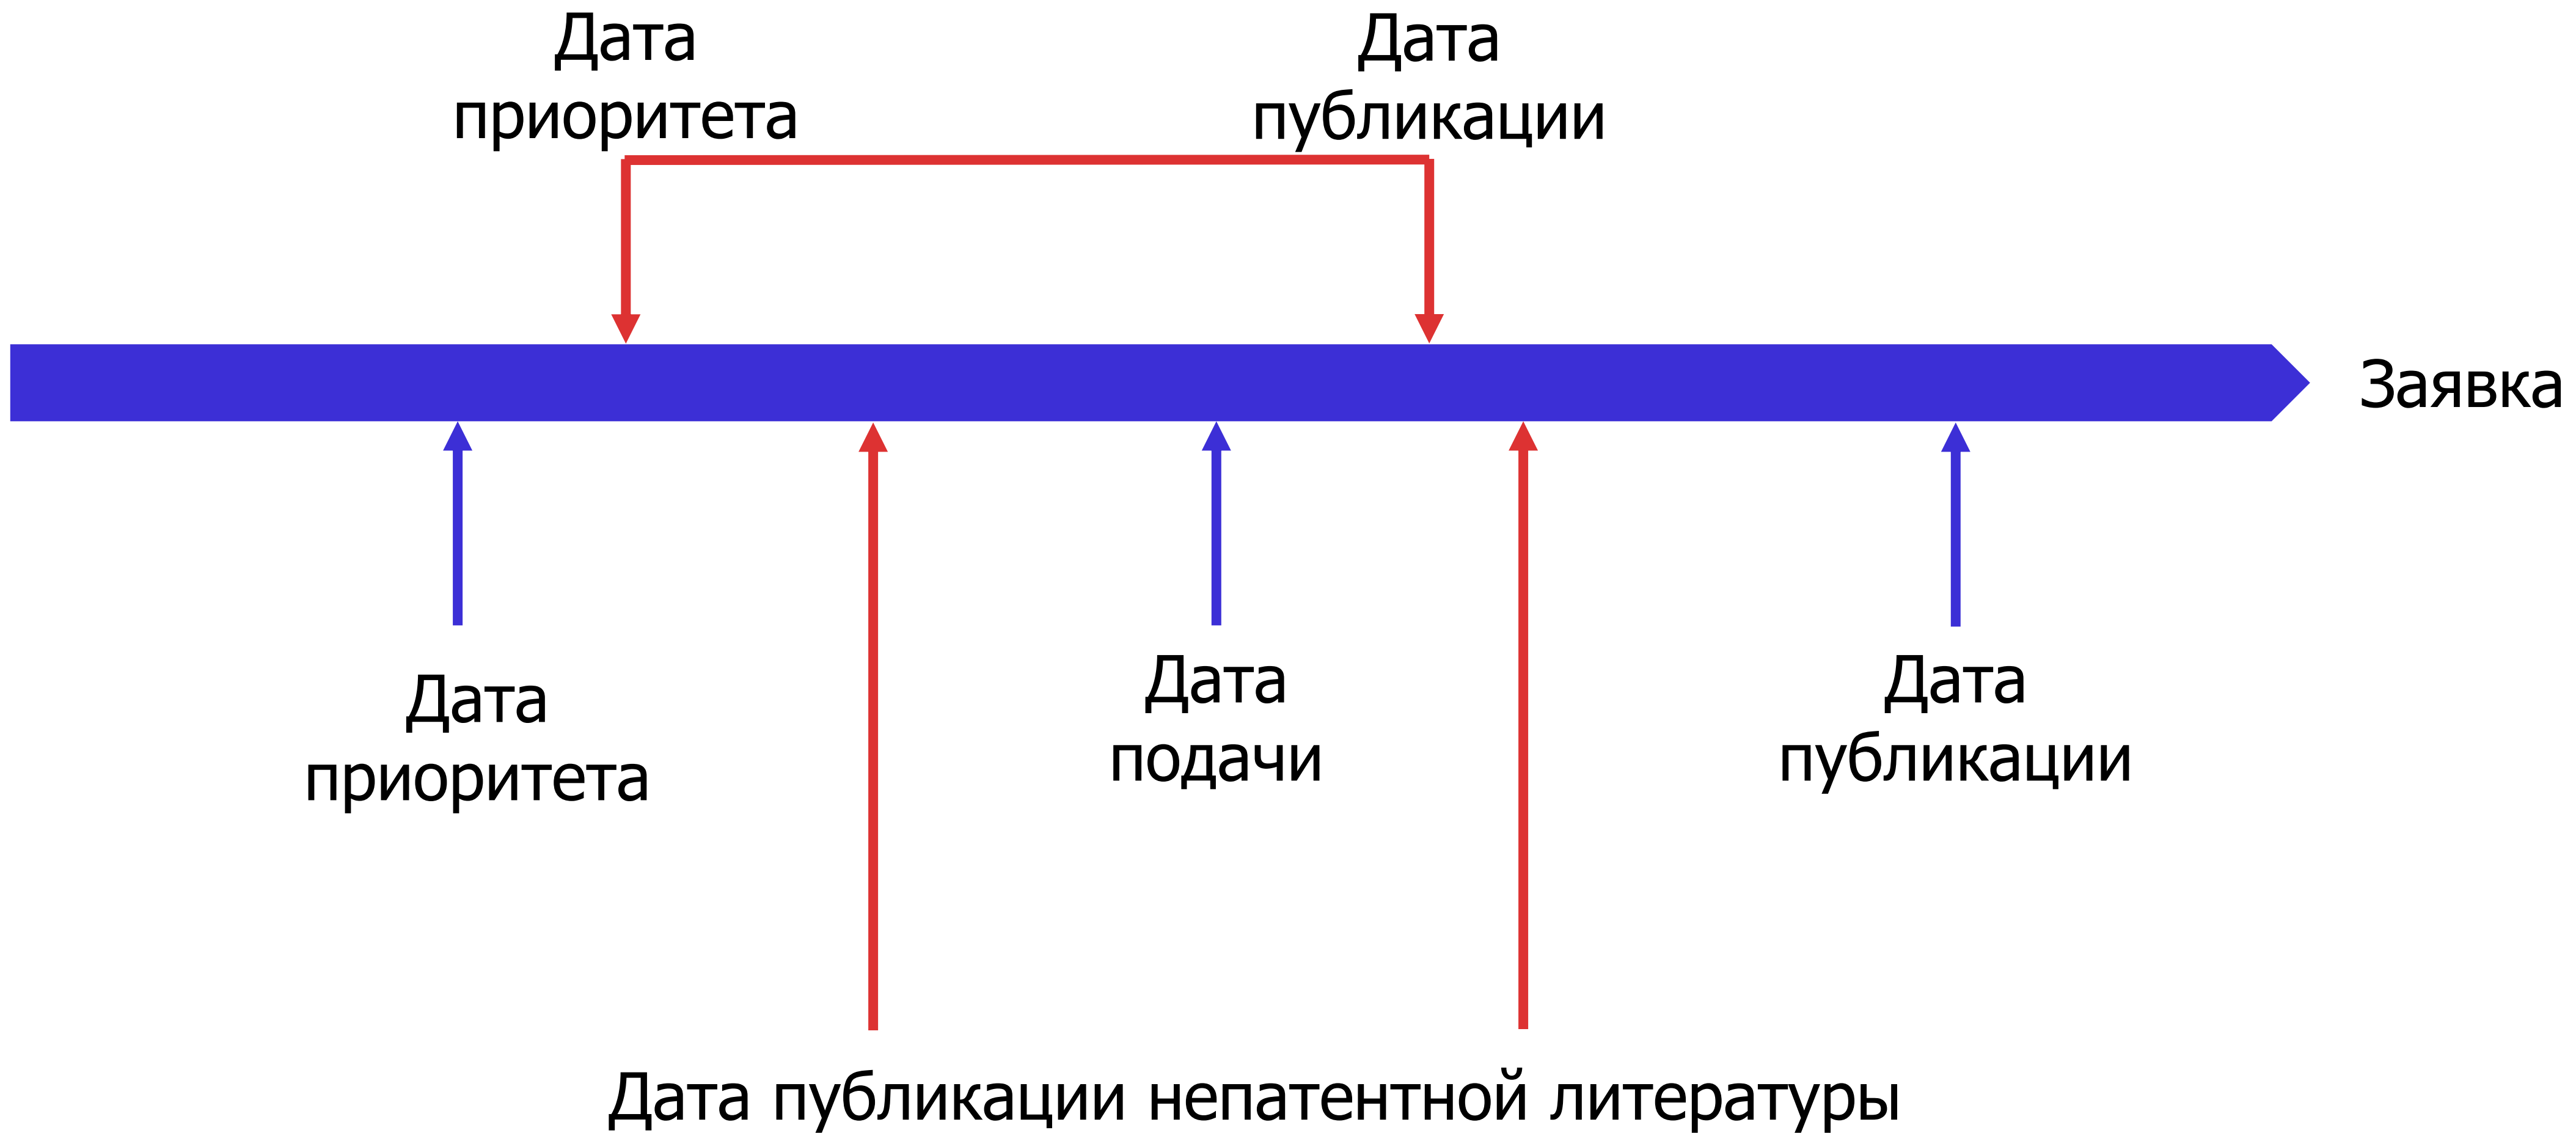 Дата
приоритета
Дата
публикации
Заявка
Дата
приоритета
Дата
подачи
Дата
публикации
Дата публикации непатентной литературы